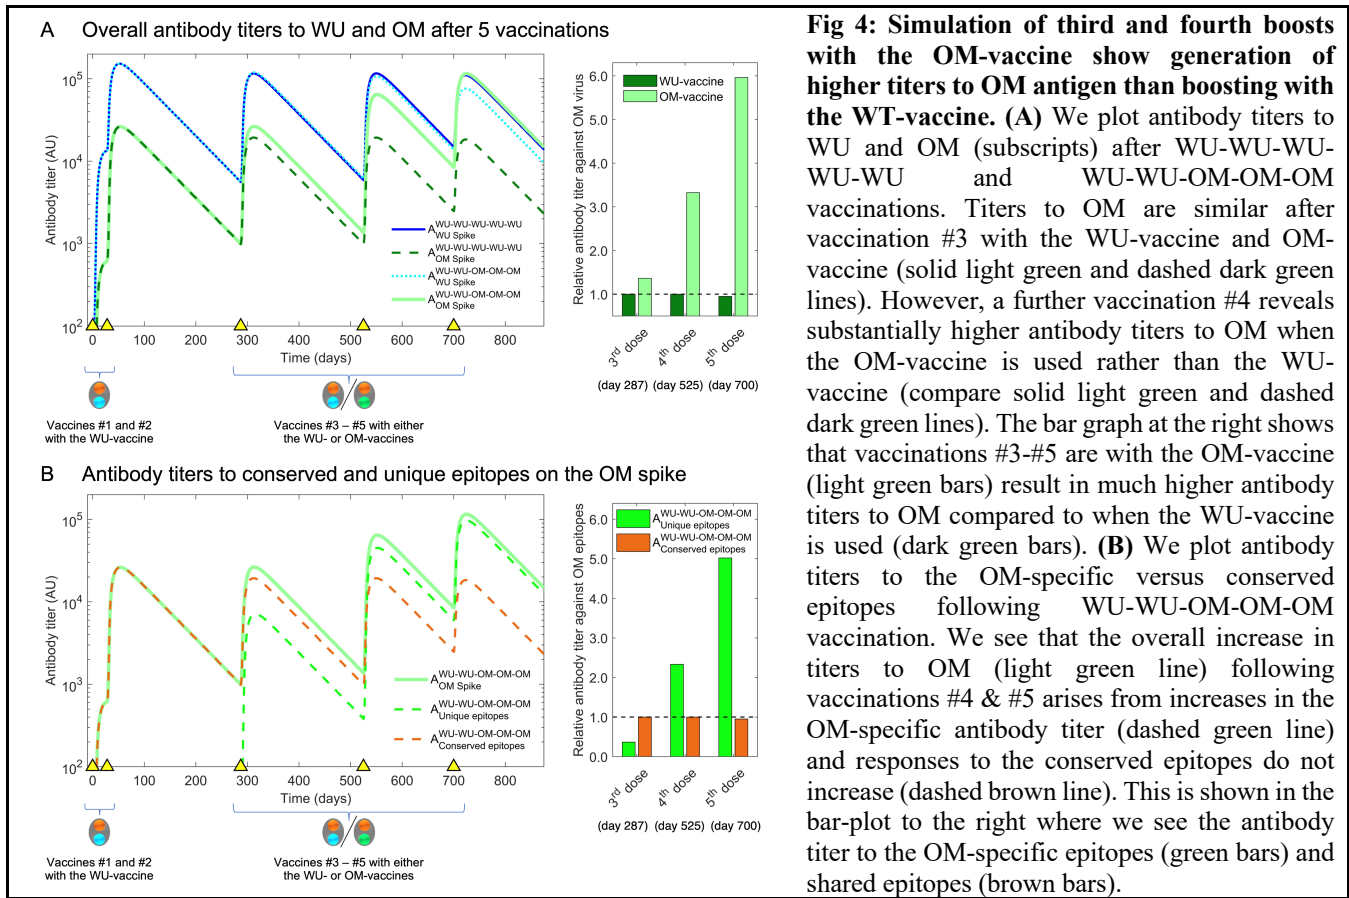 A Overall antibody titers to WU and OM after 5 vaccinations
Antibody titer (AU)
10^5
10^4
10^3
10^2
A^WU-WU-WU-WU-WU_WU Spike
A^WU-WU-WU-WU-WU_OM Spike
A^WU-WU-OM-OM-OM_WU Spike
A^WU-WU-OM-OM-OM_OM Spike
0 100 200 300 400 500 600 700 800
Time (days)
Vaccines #1 and #2
with the WU-vaccine
Vaccines #3 – #5 with either
the WU- or OM-vaccines
Relative antibody titer against OM virus
6.0
5.0
4.0
3.0
2.0
1.0
WU-vaccine
OM-vaccine
3rd dose 4th dose 5th dose
(day 287) (day 525) (day 700)
B Antibody titers to conserved and unique epitopes on the OM spike
Antibody titer (AU)
10^5
10^4
10^3
10^2
A^WU-WU-OM-OM-OM_OM Spike
A^WU-WU-OM-OM-OM_Unique epitopes
A^WU-WU-OM-OM-OM_Conserved epitopes
0 100 200 300 400 500 600 700 800
Time (days)
Vaccines #1 and #2
with the WU-vaccine
Vaccines #3 – #5 with either
the WU- or OM-vaccines
Relative antibody titer against OM epitopes
6.0
5.0
4.0
3.0
2.0
1.0
0.0
A^WU-WU-OM-OM-OM_Unique epitopes
A^WU-WU-OM-OM-OM_Conserved epitopes
3rd dose 4th dose 5th dose
(day 287) (day 525) (day 700)
Fig 4: Simulation of third and fourth boosts
with the OM-vaccine show generation of
higher titers to OM antigen than boosting with
the WT-vaccine. (A) We plot antibody titers to
WU and OM (subscripts) after WU-WU-WU-
WU-WU and WU-WU-OM-OM-OM
vaccinations. Titers to OM are similar after
vaccination #3 with the WU-vaccine and OM-
vaccine (solid light green and dashed dark green
lines). However, a further vaccination #4 reveals
substantially higher antibody titers to OM when
the OM-vaccine is used rather than the WU-
vaccine (compare solid light green and dashed
dark green lines). The bar graph at the right shows
that vaccinations #3-#5 are with the OM-vaccine
(light green bars) result in much higher antibody
titers to OM compared to when the WU-vaccine
is used (dark green bars). (B) We plot antibody
titers to the OM-specific versus conserved
epitopes following WU-WU-OM-OM-OM
vaccination. We see that the overall increase in
titers to OM (light green line) following
vaccinations #4 & #5 arises from increases in the
OM-specific antibody titer (dashed green line)
and responses to the conserved epitopes do not
increase (dashed brown line). This is shown in the
bar-plot to the right where we see the antibody
titer to the OM-specific epitopes (green bars) and
shared epitopes (brown bars).